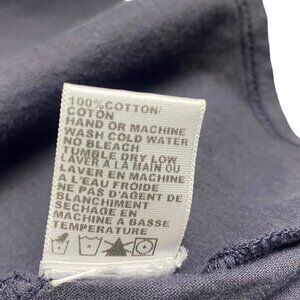 100%COTTON/
COTON
HAND OR MACHINE
WASH COLD WATER
NO BLEACH
TUMBLE DRY LOW
LAVER A LA MAIN OU
LAVER EN MACHINE
A L'EAU FROIDE
NE PAS D'AGENT DE
BLANCHIMENT
SECHAGE EN
MACHINE A BASSE
TEMPERATURE